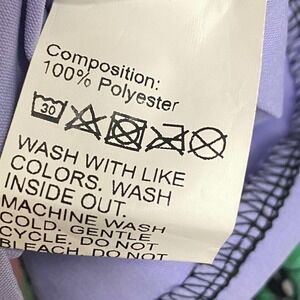 Composition:
100% Polyester
30
WASH WITH LIKE
COLORS. WASH
INSIDE OUT.
MACHINE WASH
COLD. GENTLE
CYCLE. DO NOT
BLEACH. DO NOT